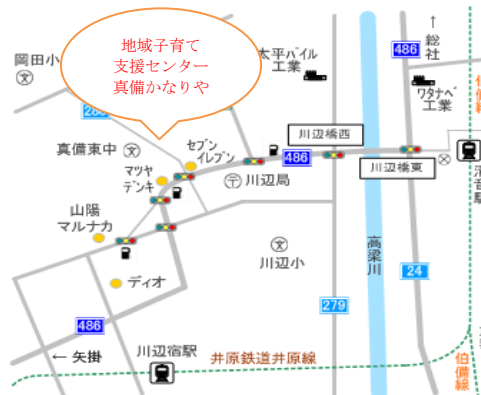 地域子育て
支援センター
真備かなりや
岡田小
太平パイル
工業
486
↑
総社
伯備線
ワタナベ
工業
真備東中
セブン
イレブン
川辺橋西
486
川辺橋東
マツヤ
デンキ
川辺局
山陽
マルナカ
川辺小
高梁川
24
ディオ
279
486
← 矢掛
川辺宿駅
井原鉄道井原線
伯備線